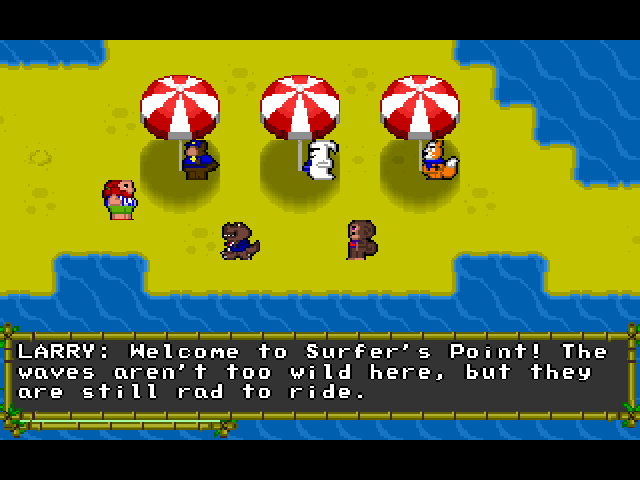 LARRY: Welcome to Surfer's Point! The
waves aren't too wild here, but they
are still rad to ride.